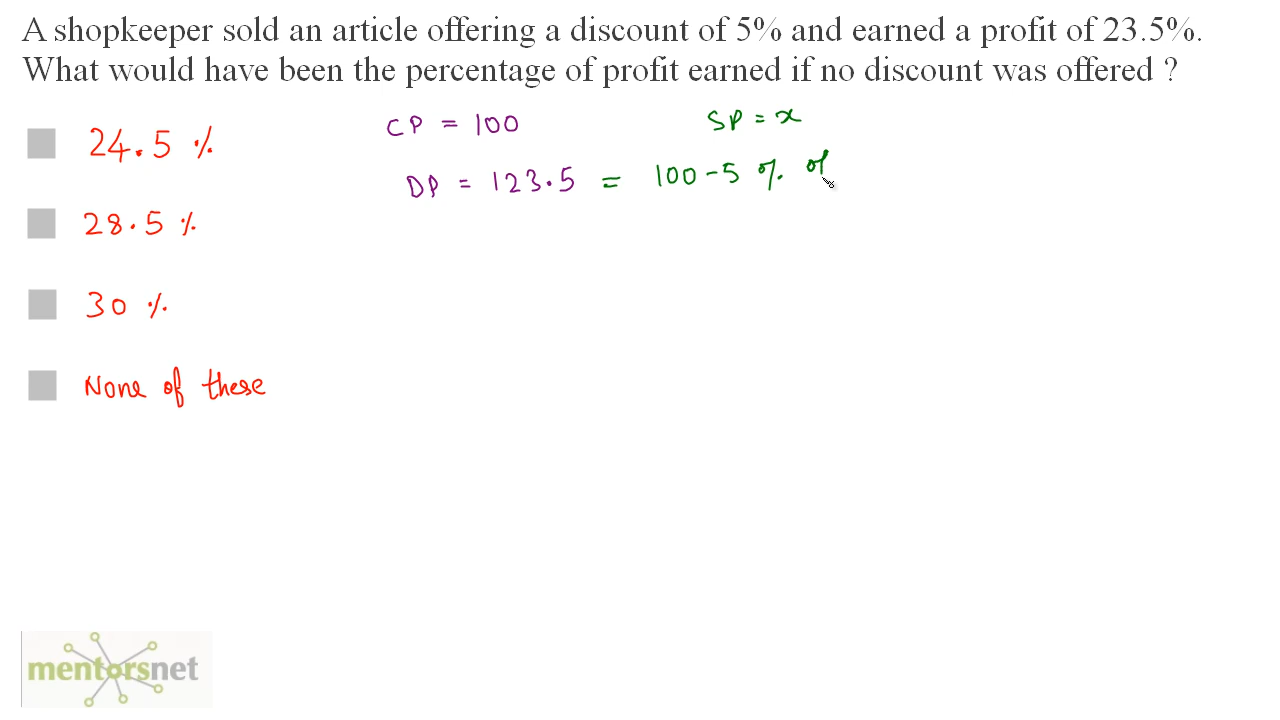 A shopkeeper sold an article offering a discount of 5% and earned a profit of 23.5%.
What would have been the percentage of profit earned if no discount was offered ?
CP = 100
SP = x
24.5 %
DP = 123.5 = 100-5 % of
28.5 %
30 %
None of these
mentorsnet